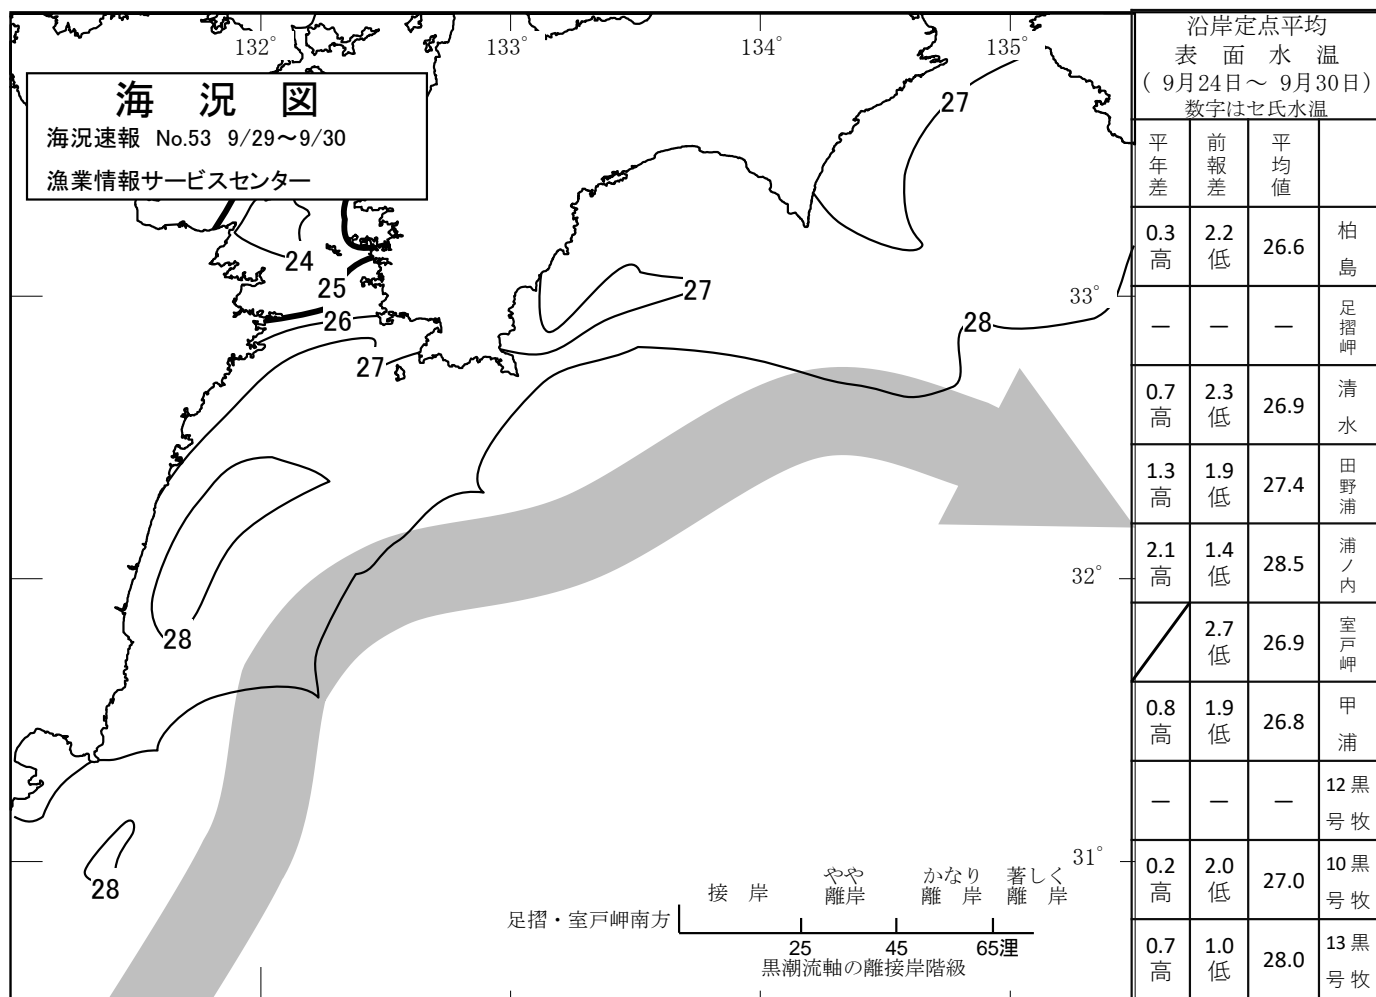 海 況 図
海況速報 No.53 9/29～9/30
漁業情報サービスセンター
132°
133°
134°
135°
27
24
25
26
27
27
28
33°
32°
28
31°
28
接 岸
やや
離岸
かなり
離 岸
著しく
離 岸
足摺・室戸岬南方
25
45
65浬
黒潮流軸の離接岸階級
沿岸定点平均
表 面 水 温
( 9月24日～ 9月30日)
数字はセ氏水温
平年差 前報差 平均値
0.3高 2.2低 26.6 柏島
— — — 足摺岬
0.7高 2.3低 26.9 清水
1.3高 1.9低 27.4 田野浦
2.1高 1.4低 28.5 浦ノ内
2.7低 26.9 室戸岬
0.8高 1.9低 26.8 甲浦
— — — 12号 黒牧
0.2高 2.0低 27.0 10号 黒牧
0.7高 1.0低 28.0 13号 黒牧